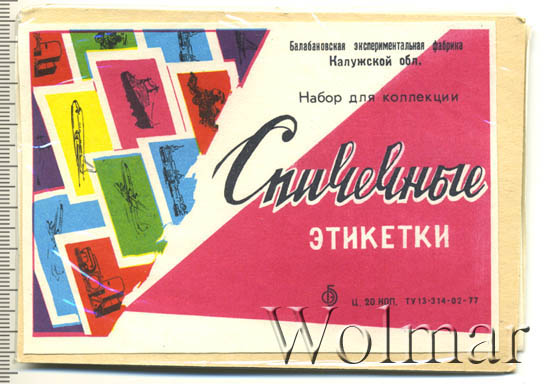 Балабановская экспериментальная фабрика
Калужской обл.
Набор для коллекции
Спичечные
ЭТИКЕТКИ
Ц. 20 КОП. ТУ 13-314-02-77
Wolmar